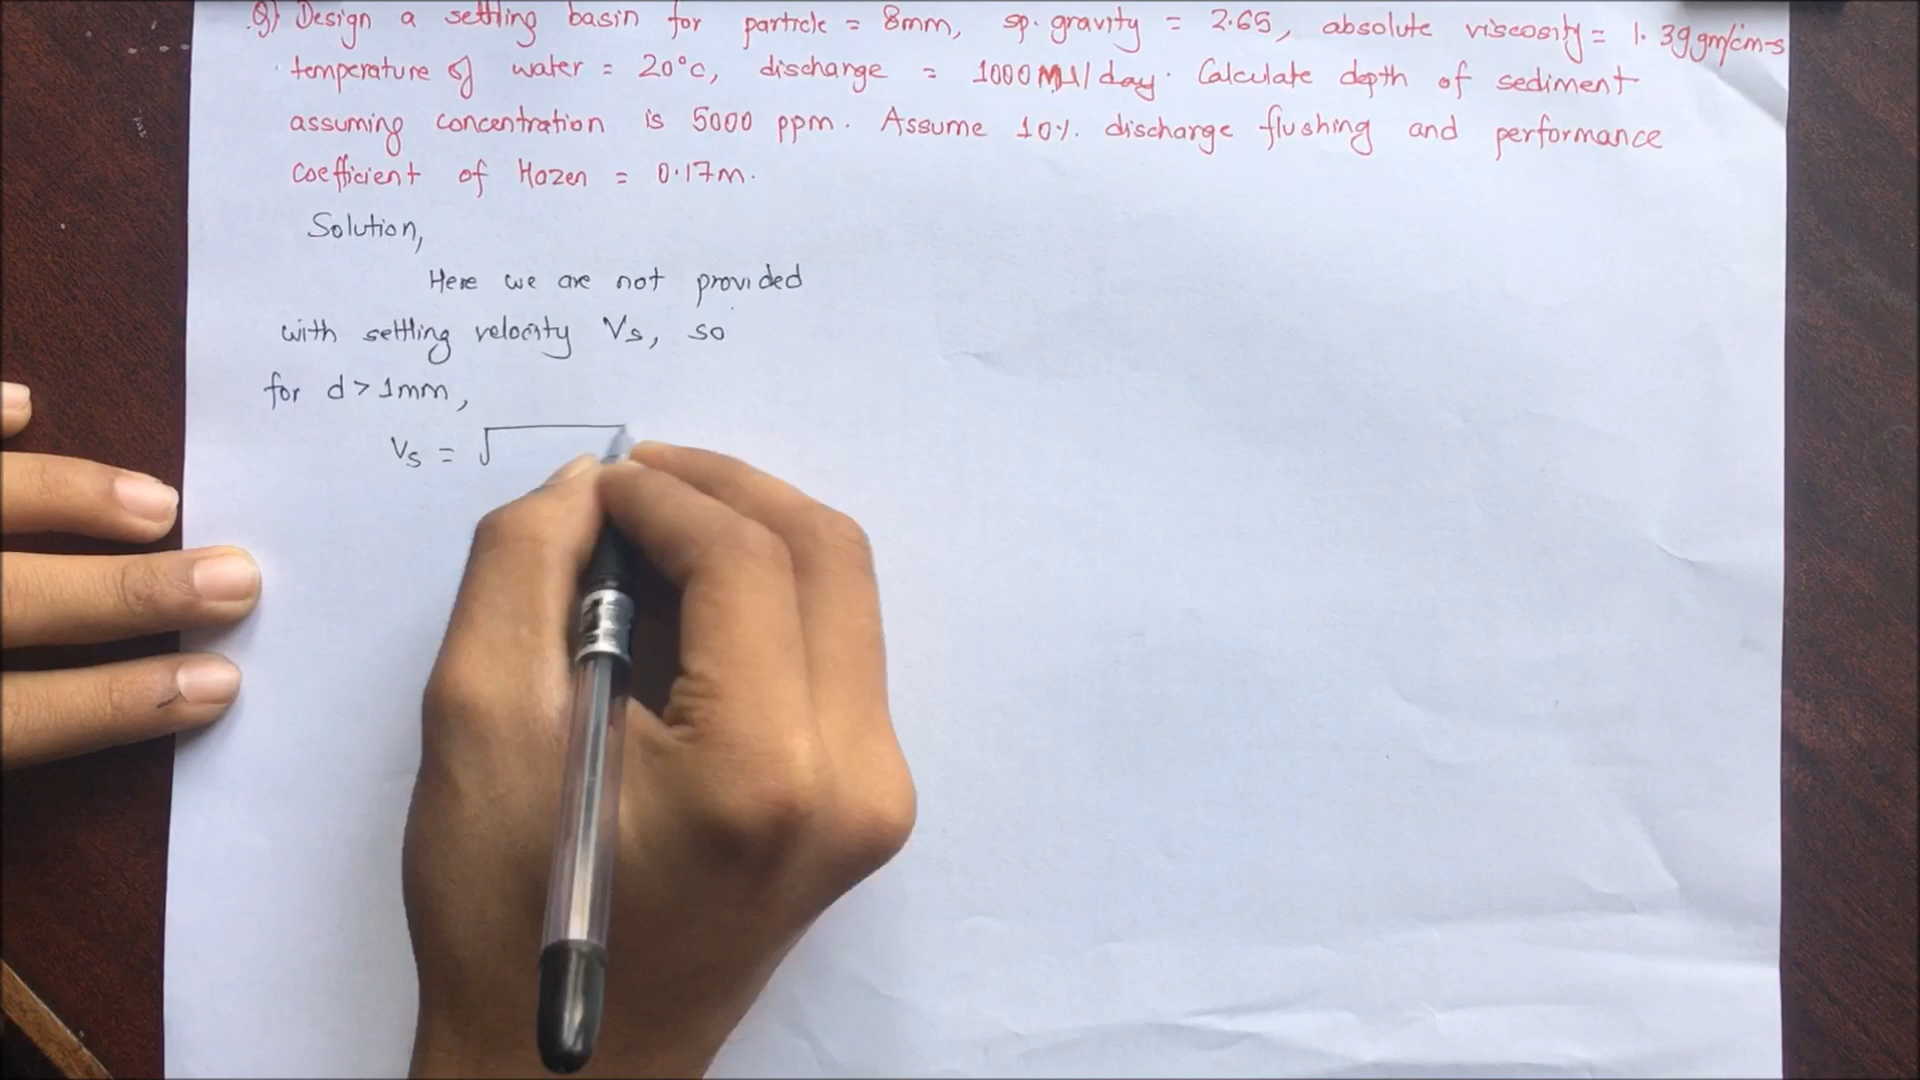 Q) Design a settling basin for particle = 8mm, sp. gravity = 2.65, absolute viscosity = 1.39gm/cm-s
temperature of water = 20°c, discharge = 1000 Ml/day. Calculate depth of sediment
assuming concentration is 5000 ppm. Assume 10%. discharge flushing and performance
coefficient of Hazen = 0.17m.
Solution,
Here we are not provided
with settling velocity Vs, so
for d > 1mm,
Vs = √